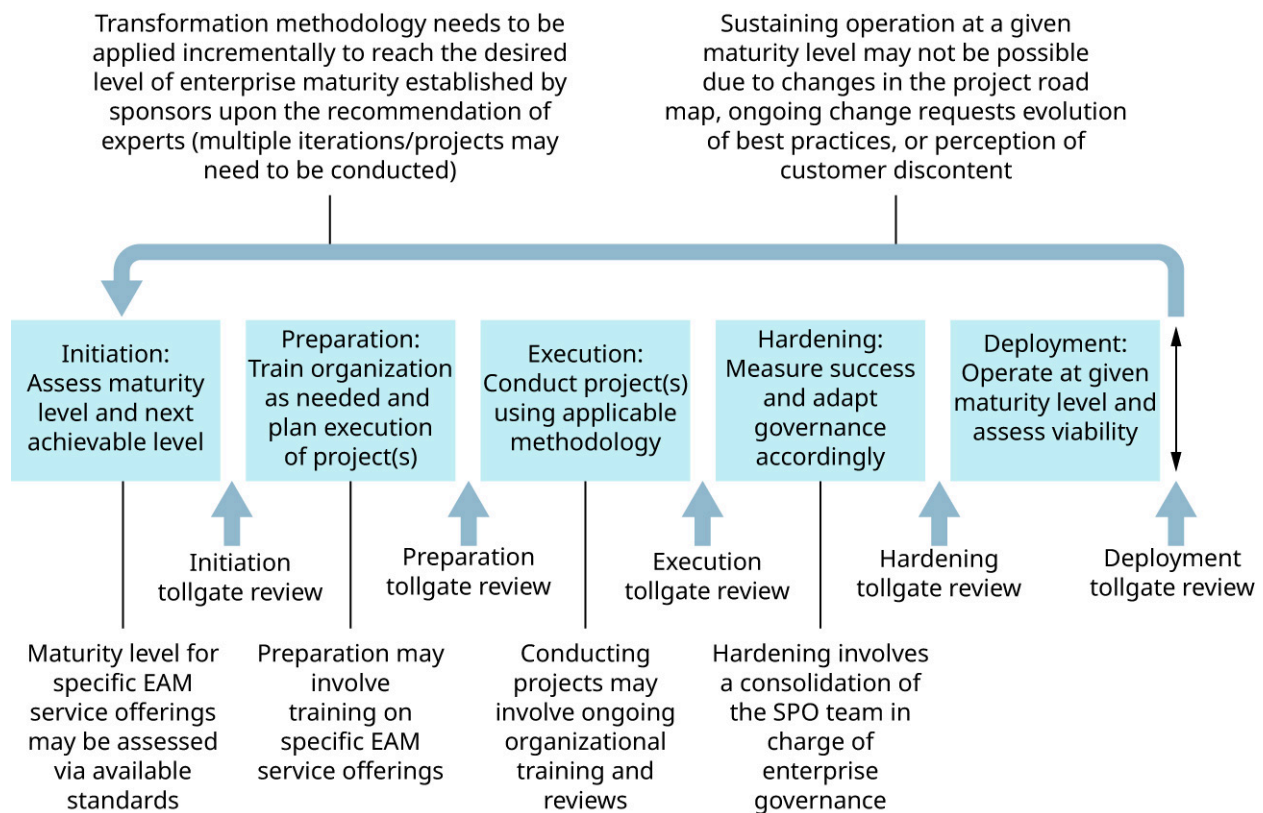 Transformation methodology needs to be
applied incrementally to reach the desired
level of enterprise maturity established by
sponsors upon the recommendation of
experts (multiple iterations/projects may
need to be conducted)
Sustaining operation at a given
maturity level may not be possible
due to changes in the project road
map, ongoing change requests evolution
of best practices, or perception of
customer discontent
Initiation:
Assess maturity
level and next
achievable level
Preparation:
Train organization
as needed and
plan execution
of project(s)
Execution:
Conduct project(s)
using applicable
methodology
Hardening:
Measure success
and adapt
governance
accordingly
Deployment:
Operate at given
maturity level and
assess viability
Initiation
tollgate review
Preparation
tollgate review
Execution
tollgate review
Hardening
tollgate review
Deployment
tollgate review
Maturity level for
specific EAM
service offerings
may be assessed
via available
standards
Preparation may
involve
training on
specific EAM
service offerings
Conducting
projects may
involve ongoing
organizational
training and
reviews
Hardening involves
a consolidation of
the SPO team in
charge of
enterprise
governance